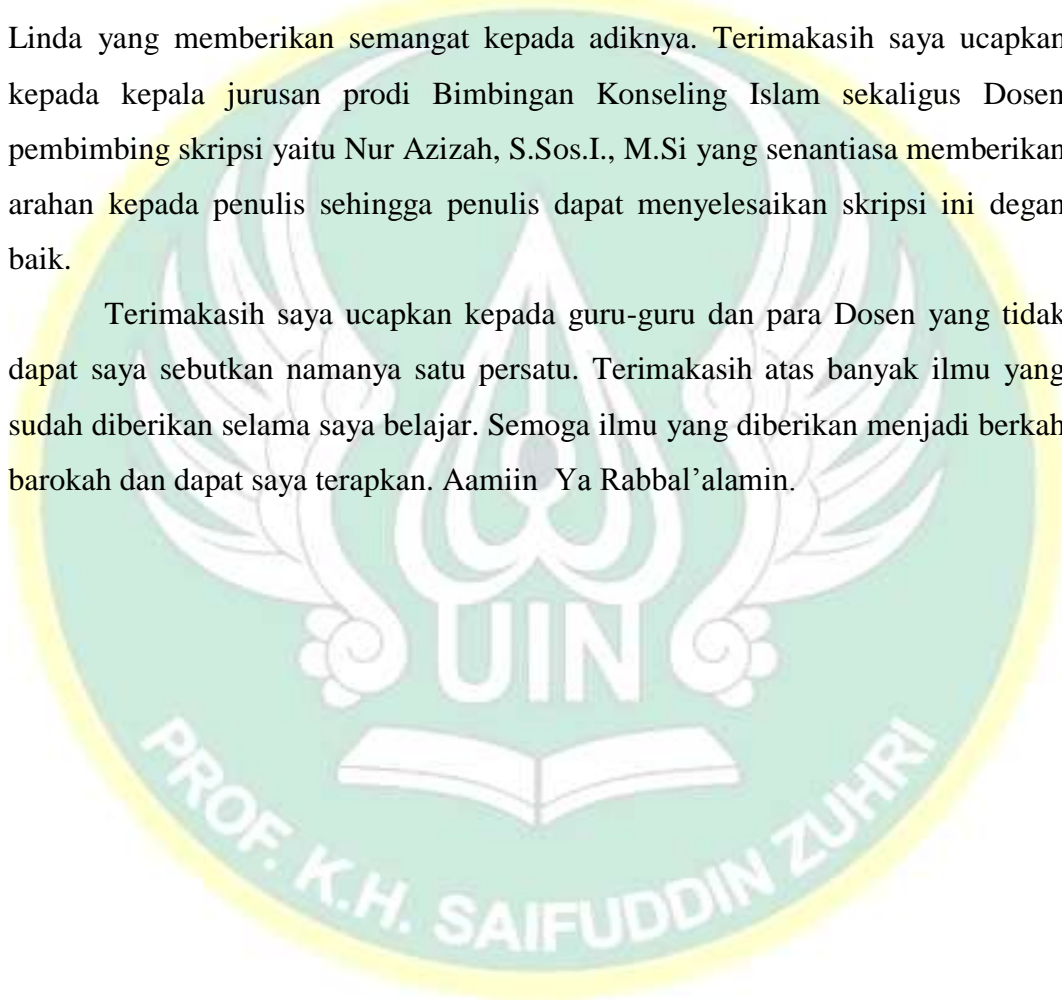 Linda yang memberikan semangat kepada adiknya. Terimakasih saya ucapkan
kepada kepala jurusan prodi Bimbingan Konseling Islam sekaligus Dosen
pembimbing skripsi yaitu Nur Azizah, S.Sos.I., M.Si yang senantiasa memberikan
arahan kepada penulis sehingga penulis dapat menyelesaikan skripsi ini degan
baik.
Terimakasih saya ucapkan kepada guru-guru dan para Dosen yang tidak
dapat saya sebutkan namanya satu persatu. Terimakasih atas banyak ilmu yang
sudah diberikan selama saya belajar. Semoga ilmu yang diberikan menjadi berkah
barokah dan dapat saya terapkan. Aamiin Ya Rabbal’alamin.
UIN
PROF. K.H. SAIFUDDIN ZUHRI